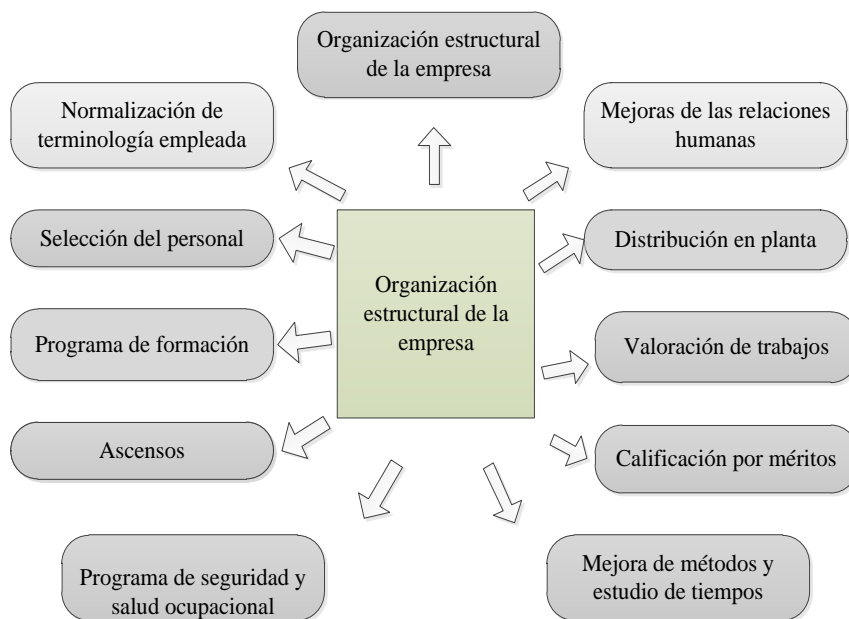 Organización estructural
de la empresa
Normalización de
terminología empleada
Mejoras de las relaciones
humanas
Selección del personal
Distribución en planta
Organización
estructural de la
empresa
Programa de formación
Valoración de trabajos
Ascensos
Calificación por méritos
Programa de seguridad y
salud ocupacional
Mejora de métodos y
estudio de tiempos